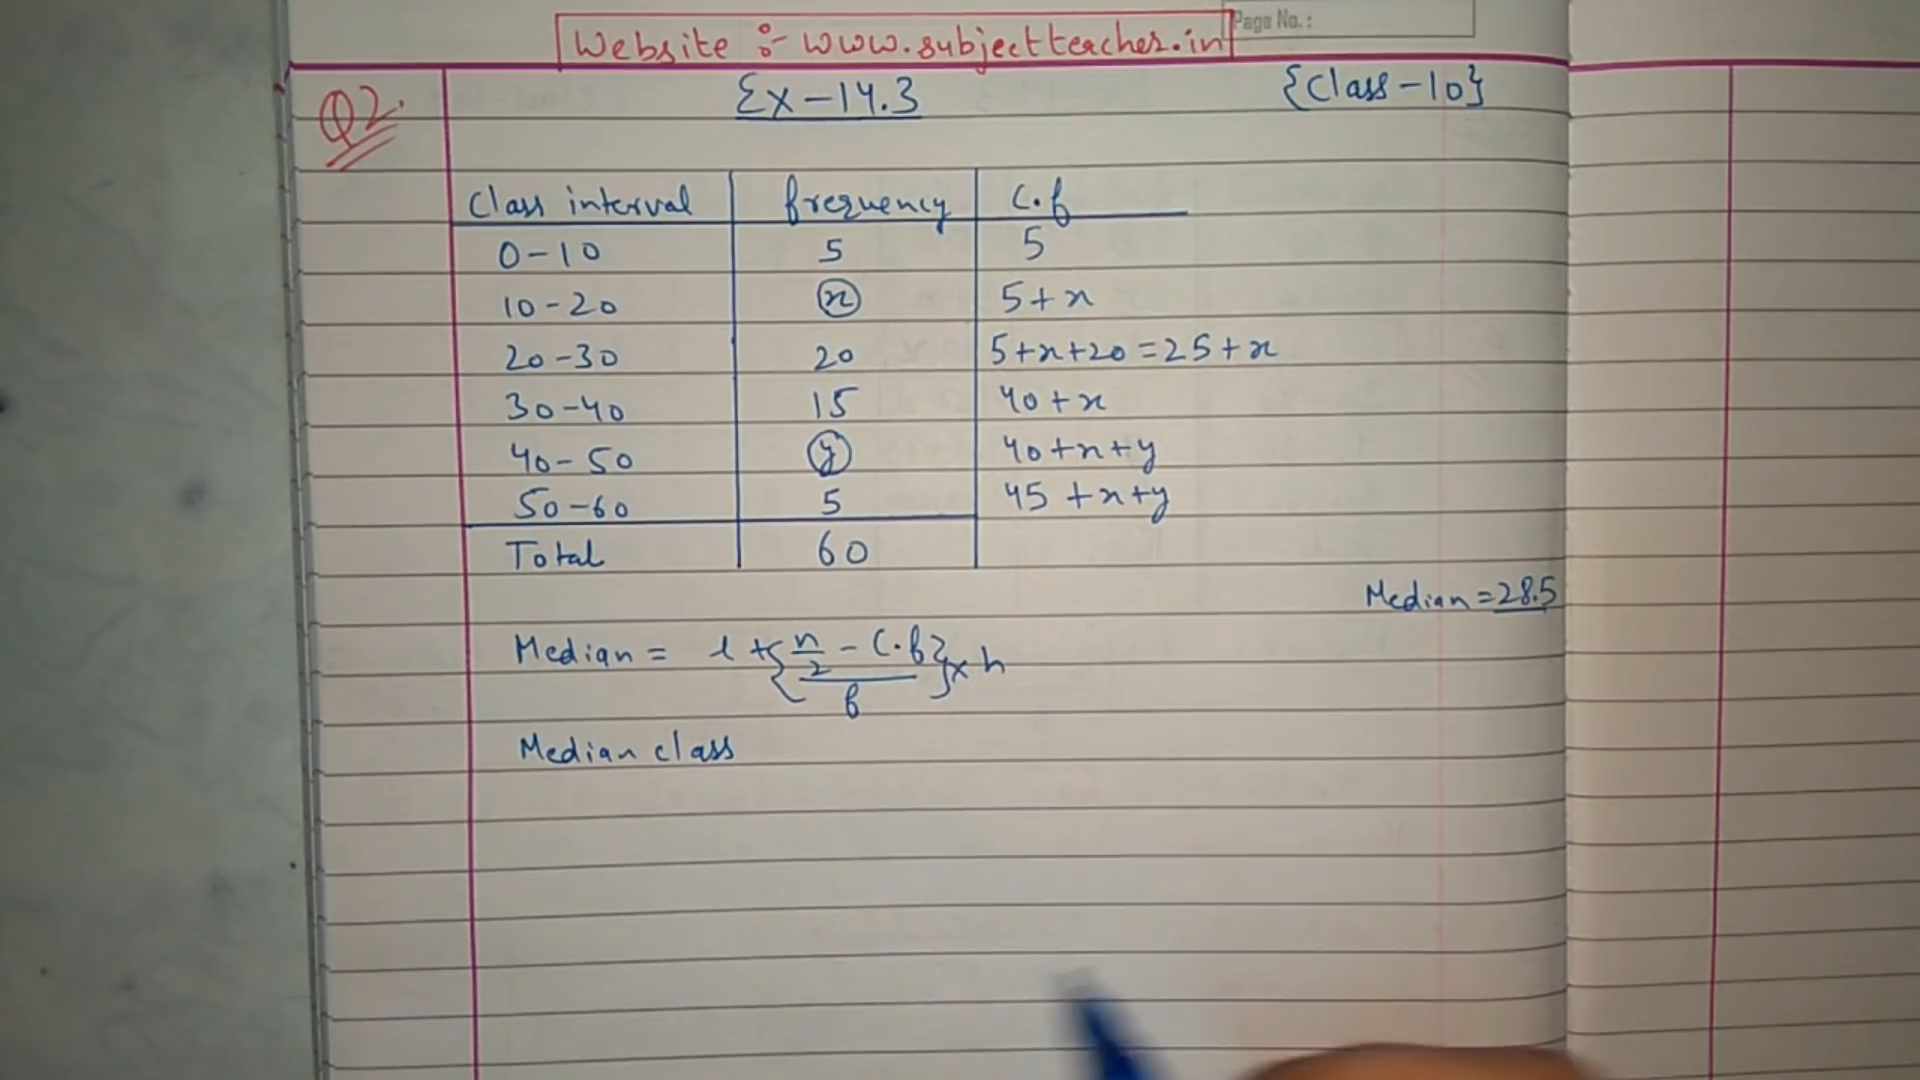 Page No.:
Website :- www.subjectteacher.in
Q2. Ex-14.3 {Class-10}
Class interval frequency C.f
0-10 5 5
10-20 x 5+x
20-30 20 5+x+20=25+x
30-40 15 40+x
40-50 y 40+x+y
50-60 5 45+x+y
Total 60
Median = 28.5
Median = l + {n/2 - C.f / f} × h
Median class